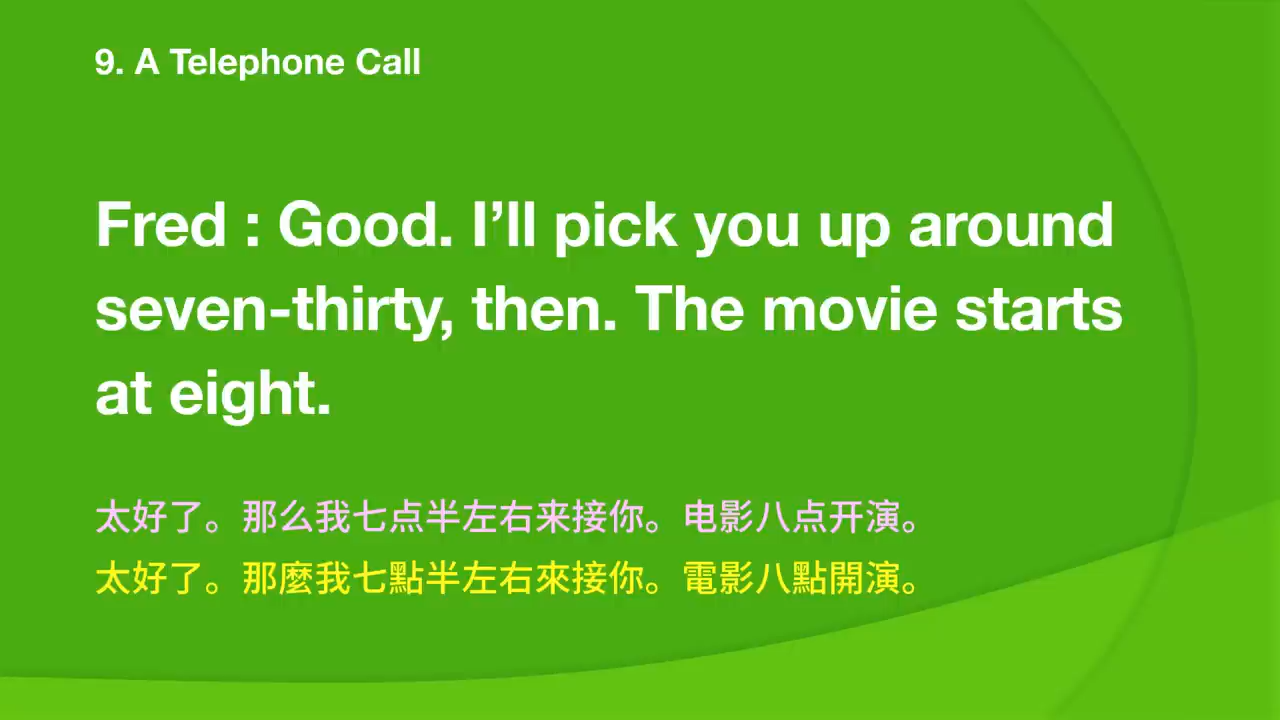 9. A Telephone Call
Fred : Good. I’ll pick you up around
seven-thirty, then. The movie starts
at eight.
太好了。那么我七点半左右来接你。电影八点开演。
太好了。那麼我七點半左右來接你。電影八點開演。